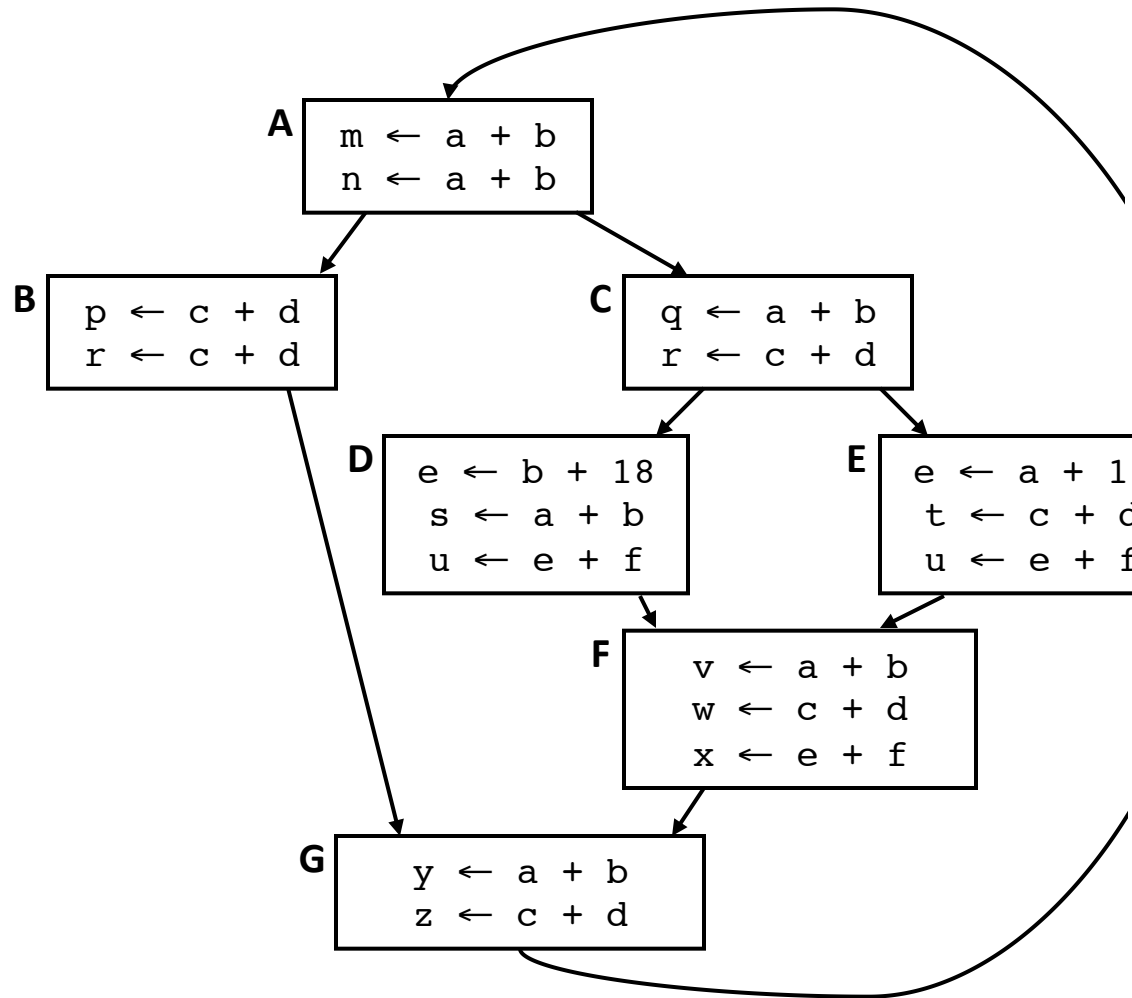 A
m ← a + b
n ← a + b
B
p ← c + d
r ← c + d
C
q ← a + b
r ← c + d
D
e ← b + 18
s ← a + b
u ← e + f
E
e ← a + 1
t ← c + d
u ← e + f
F
v ← a + b
w ← c + d
x ← e + f
G
y ← a + b
z ← c + d